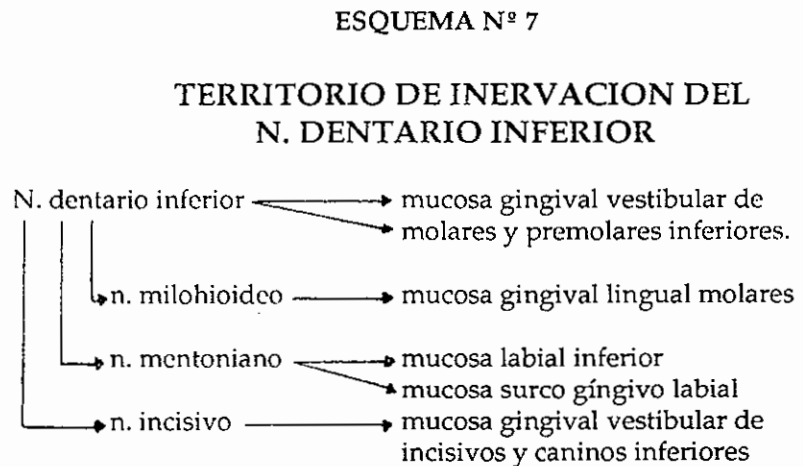 ESQUEMA Nº 7
TERRITORIO DE INERVACION DEL
N. DENTARIO INFERIOR
N. dentario inferior mucosa gingival vestibular de
molares y premolares inferiores.
n. milohioideo mucosa gingival lingual molares
n. mentoniano mucosa labial inferior
mucosa surco gíngivo labial
n. incisivo mucosa gingival vestibular de
incisivos y caninos inferiores